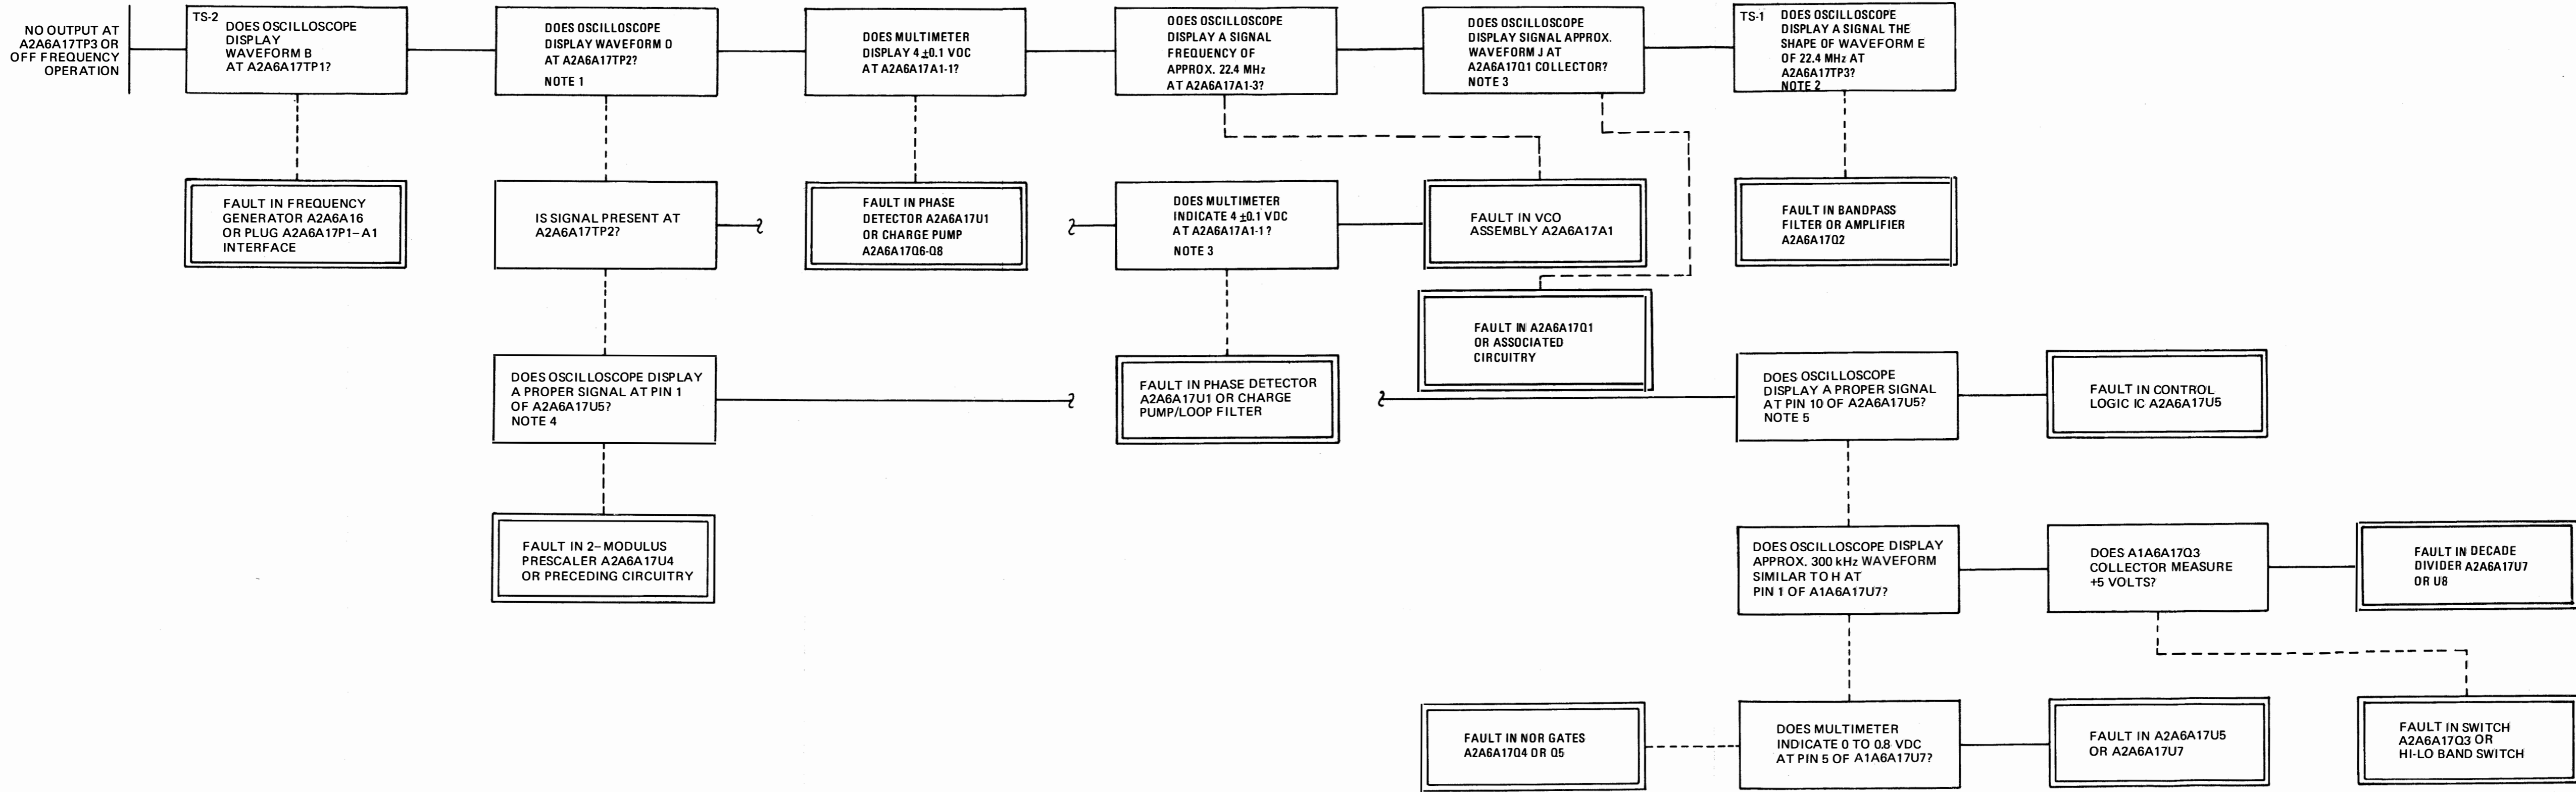 NO OUTPUT AT
A2A6A17TP3 OR
OFF FREQUENCY
OPERATION
TS-2
DOES OSCILLOSCOPE
DISPLAY
WAVEFORM B
AT A2A6A17TP1?
DOES OSCILLOSCOPE
DISPLAY WAVEFORM D
AT A2A6A17TP2?
NOTE 1
DOES MULTIMETER
DISPLAY 4 ±0.1 VDC
AT A2A6A17A1-1?
DOES OSCILLOSCOPE
DISPLAY A SIGNAL
FREQUENCY OF
APPROX. 22.4 MHz
AT A2A6A17A1-3?
DOES OSCILLOSCOPE
DISPLAY SIGNAL APPROX.
WAVEFORM J AT
A2A6A17Q1 COLLECTOR?
NOTE 3
TS-1
DOES OSCILLOSCOPE
DISPLAY A SIGNAL THE
SHAPE OF WAVEFORM E
OF 22.4 MHz AT
A2A6A17TP3?
NOTE 2
FAULT IN FREQUENCY
GENERATOR A2A6A16
OR PLUG A2A6A17P1-A1
INTERFACE
IS SIGNAL PRESENT AT
A2A6A17TP2?
FAULT IN PHASE
DETECTOR A2A6A17U1
OR CHARGE PUMP
A2A6A17Q6-Q8
DOES MULTIMETER
INDICATE 4 ±0.1 VDC
AT A2A6A17A1-1?
NOTE 3
FAULT IN VCO
ASSEMBLY A2A6A17A1
FAULT IN BANDPASS
FILTER OR AMPLIFIER
A2A6A17Q2
FAULT IN A2A6A17Q1
OR ASSOCIATED
CIRCUITRY
DOES OSCILLOSCOPE DISPLAY
A PROPER SIGNAL AT PIN 1
OF A2A6A17U5?
NOTE 4
FAULT IN PHASE DETECTOR
A2A6A17U1 OR CHARGE
PUMP/LOOP FILTER
DOES OSCILLOSCOPE
DISPLAY A PROPER SIGNAL
AT PIN 10 OF A2A6A17U5?
NOTE 5
FAULT IN CONTROL
LOGIC IC A2A6A17U5
FAULT IN 2-MODULUS
PRESCALER A2A6A17U4
OR PRECEDING CIRCUITRY
DOES OSCILLOSCOPE DISPLAY
APPROX. 300 kHz WAVEFORM
SIMILAR TO H AT
PIN 1 OF A1A6A17U7?
DOES A1A6A17Q3
COLLECTOR MEASURE
+5 VOLTS?
FAULT IN DECADE
DIVIDER A2A6A17U7
OR U8
FAULT IN NOR GATES
A2A6A17Q4 OR Q5
DOES MULTIMETER
INDICATE 0 TO 0.8 VDC
AT PIN 5 OF A1A6A17U7?
FAULT IN A2A6A17U5
OR A2A6A17U7
FAULT IN SWITCH
A2A6A17Q3 OR
HI-LO BAND SWITCH